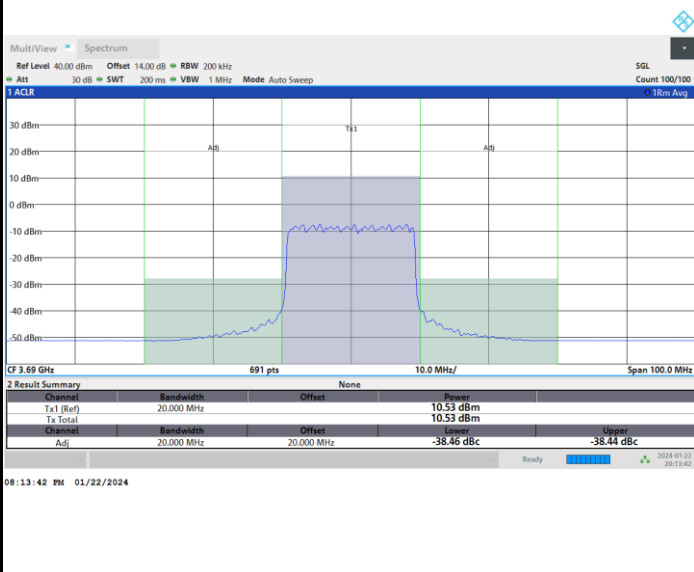 MultiView Spectrum
Ref Level 40.00 dBm Offset 14.00 dB RBW 200 kHz SGL
Att 30 dB SWT 200 ms VBW 1 MHz Mode Auto Sweep Count 100/100
1 ACLR 1Rm Avg
30 dBm
Tx1
20 dBm
Adj Adj
10 dBm
0 dBm
-10 dBm
-20 dBm
-30 dBm
-40 dBm
-50 dBm
CF 3.69 GHz 691 pts 10.0 MHz/ Span 100.0 MHz
2 Result Summary None
Channel Bandwidth Offset Power
Tx1 (Ref) 20.000 MHz 10.53 dBm
Tx Total 10.53 dBm
Channel Bandwidth Offset Lower Upper
Adj 20.000 MHz 20.000 MHz -38.46 dBc -38.44 dBc
Ready 2024-01-22
20:13:42
08:13:42 PM 01/22/2024